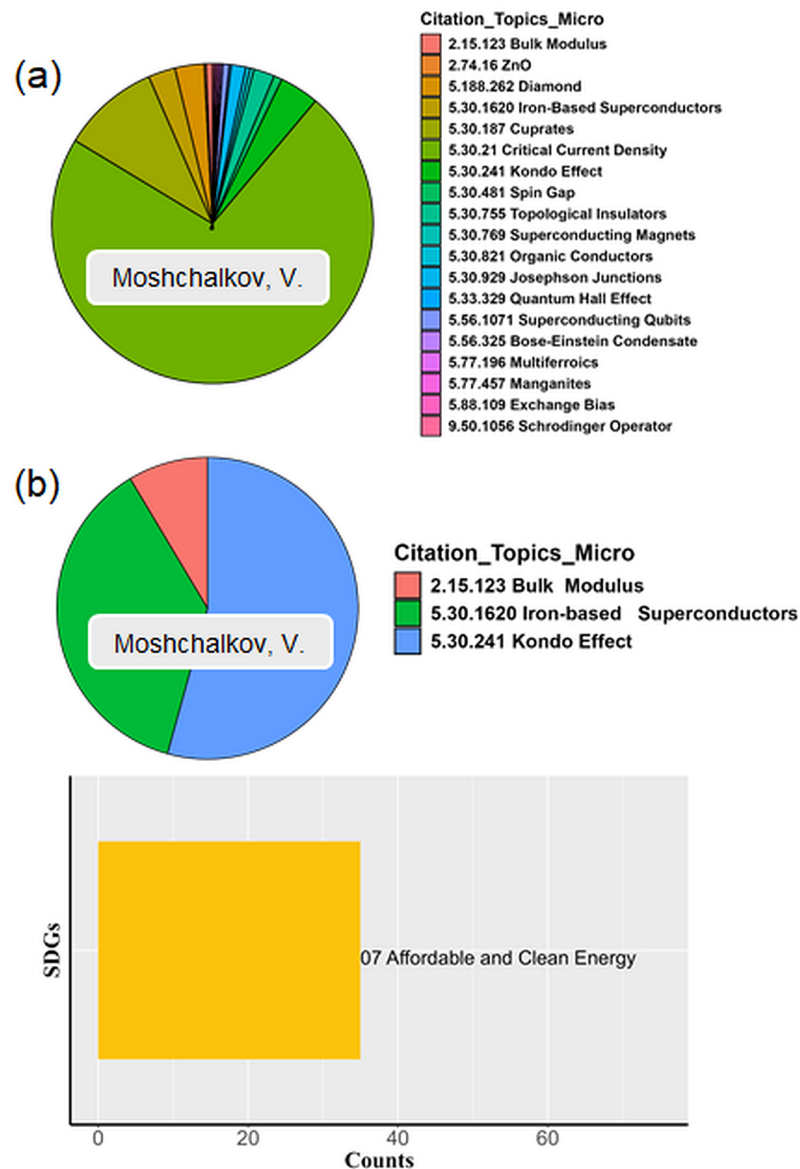 (a)
Moshchalkov, V.
Citation_Topics_Micro
2.15.123 Bulk Modulus
2.74.16 ZnO
5.188.262 Diamond
5.30.1620 Iron-Based Superconductors
5.30.187 Cuprates
5.30.21 Critical Current Density
5.30.241 Kondo Effect
5.30.481 Spin Gap
5.30.755 Topological Insulators
5.30.769 Superconducting Magnets
5.30.821 Organic Conductors
5.30.929 Josephson Junctions
5.33.329 Quantum Hall Effect
5.56.1071 Superconducting Qubits
5.56.325 Bose-Einstein Condensate
5.77.196 Multiferroics
5.77.457 Manganites
5.88.109 Exchange Bias
9.50.1056 Schrodinger Operator
(b)
Moshchalkov, V.
Citation_Topics_Micro
2.15.123 Bulk Modulus
5.30.1620 Iron-based Superconductors
5.30.241 Kondo Effect
SDGs
07 Affordable and Clean Energy
0 20 40 60
Counts